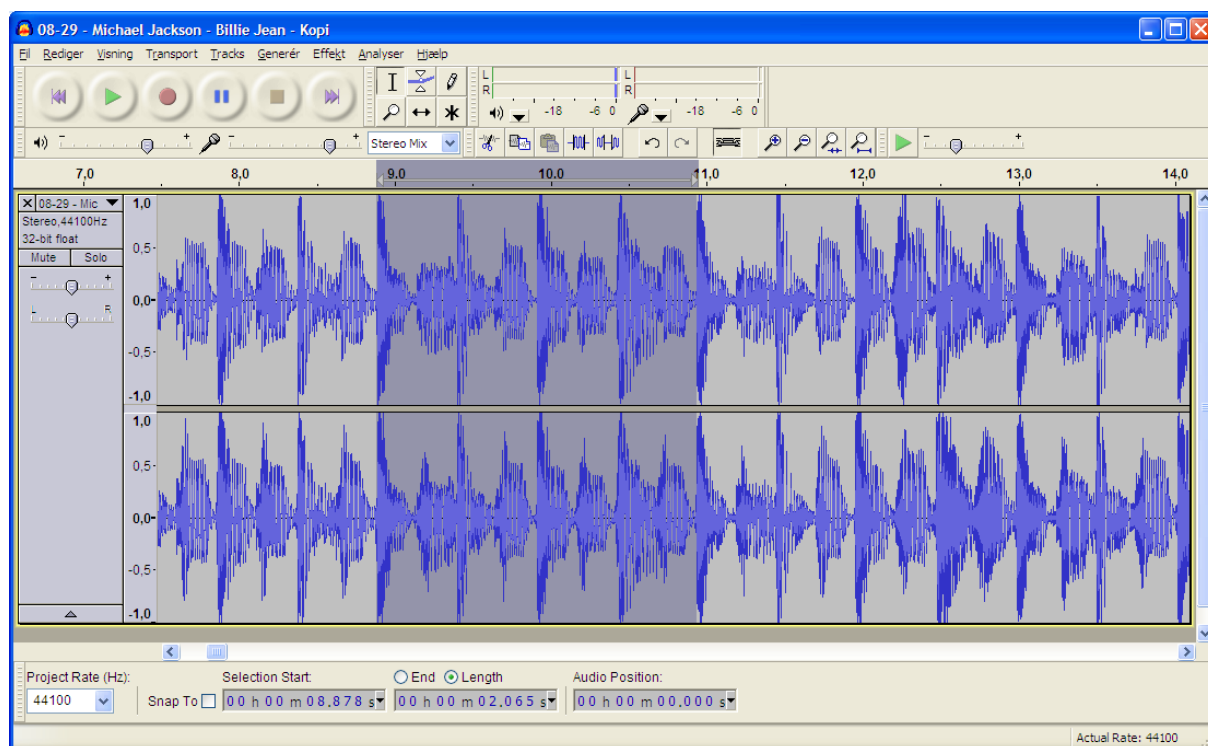 08-29 - Michael Jackson - Billie Jean - Kopi
Fil Rediger Visning Transport Tracks Generér Effekt Analyser Hjælp
L
R
-18 -6 0
L
R
-18 -6 0
- +
- +
Stereo Mix
- +
7,0 8,0 9,0 10,0 11,0 12,0 13,0 14,0
X 08-29 - Mic
Stereo,44100Hz
32-bit float
Mute Solo
- +
L R
1,0
0,5-
0,0-
-0,5-
-1,0
1,0
0,5-
0,0-
-0,5-
-1,0
Project Rate (Hz): Selection Start: End Length Audio Position:
44100 Snap To 00 h 00 m 08.878 s 00 h 00 m 02.065 s 00 h 00 m 00.000 s
Actual Rate: 44100